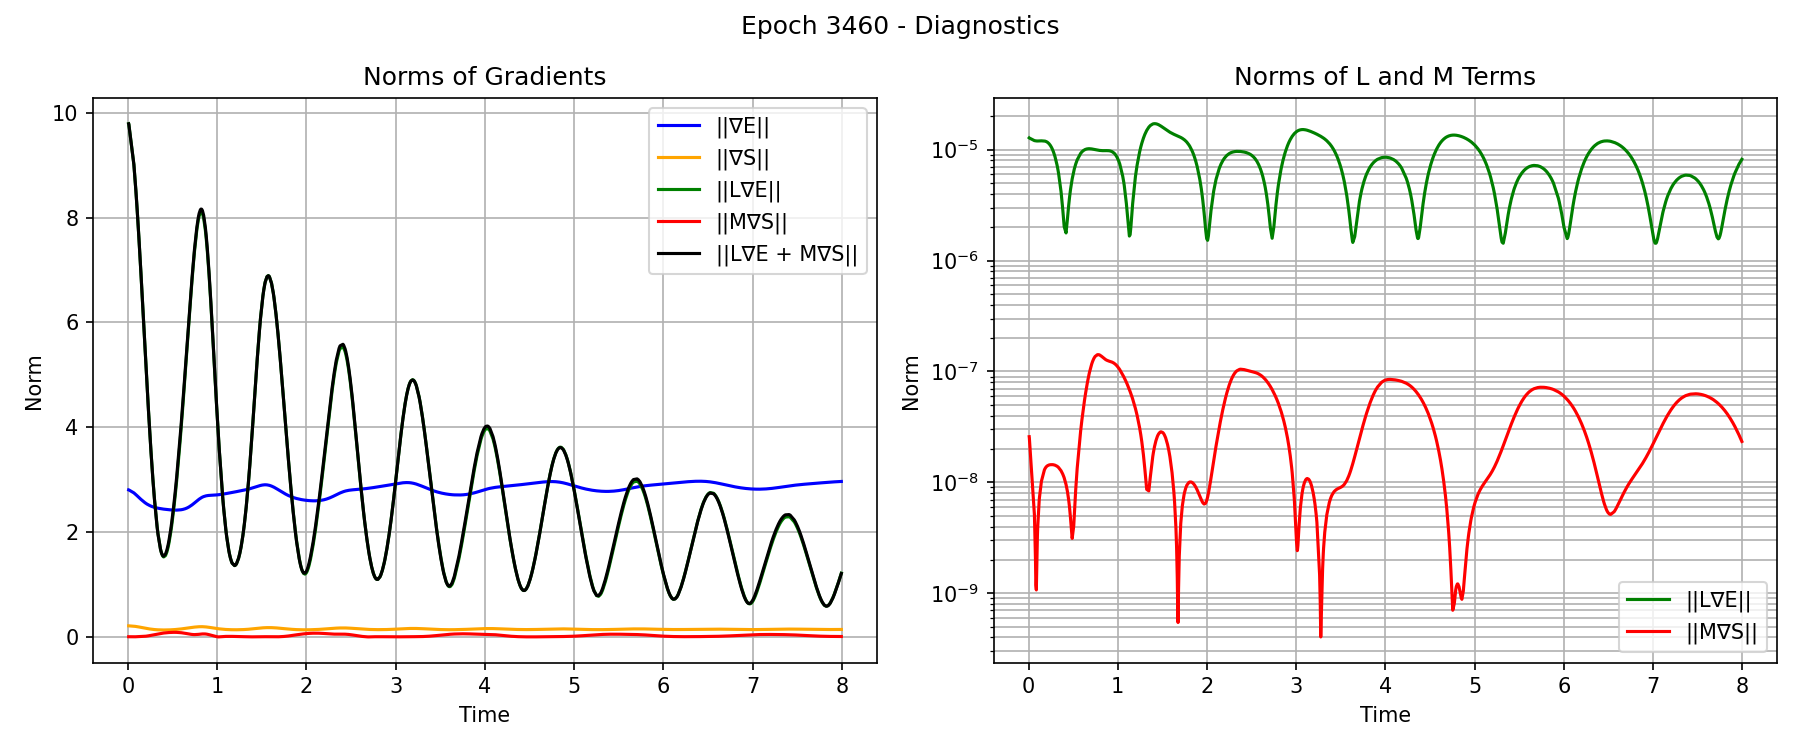 Epoch 3460 - Diagnostics
Norms of Gradients
Norm
10
8
6
4
2
0
||∇E||
||∇S||
||L∇E||
||M∇S||
||L∇E + M∇S||
0 1 2 3 4 5 6 7 8
Time
Norms of L and M Terms
Norm
10⁻⁵
10⁻⁶
10⁻⁷
10⁻⁸
10⁻⁹
||L∇E||
||M∇S||
0 1 2 3 4 5 6 7 8
Time